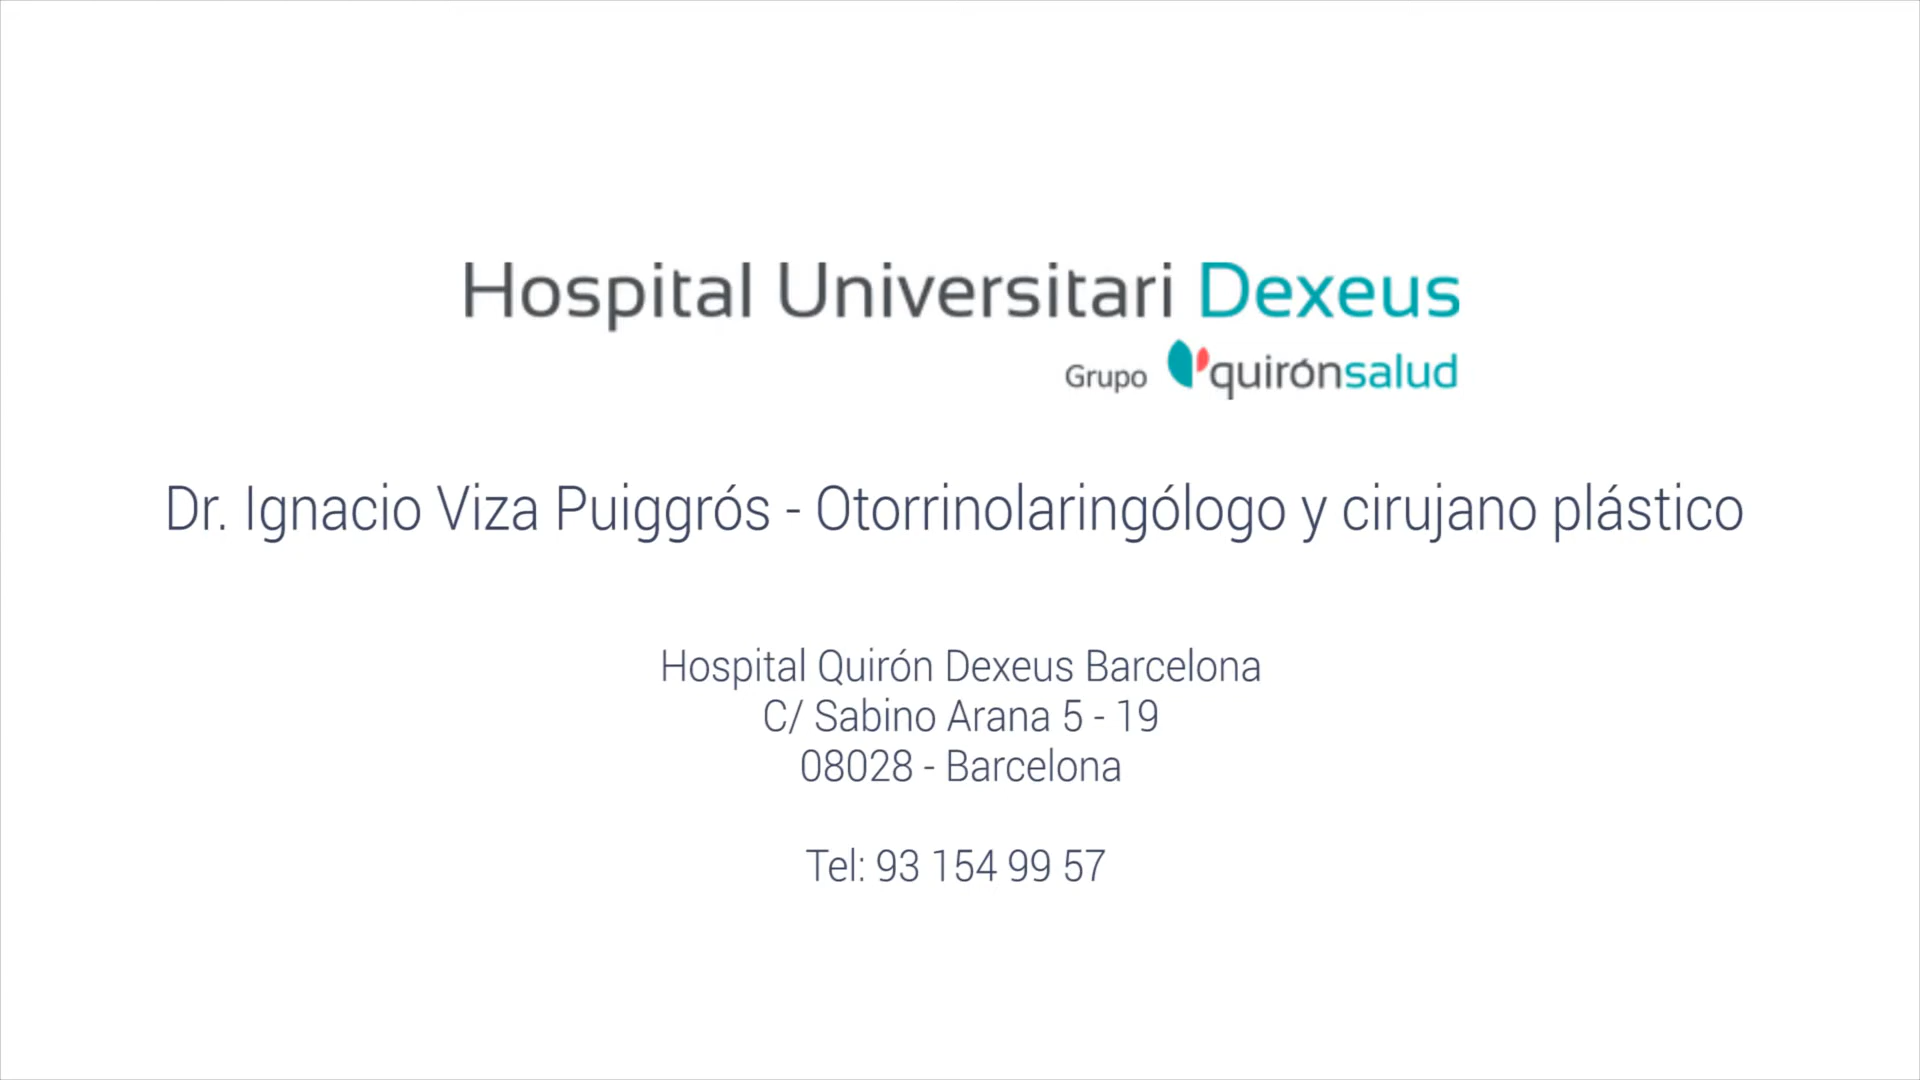 Hospital Universitari Dexeus
Grupo quirónsalud
Dr. Ignacio Viza Puiggrós - Otorrinolaringólogo y cirujano plástico
Hospital Quirón Dexeus Barcelona
C/ Sabino Arana 5 - 19
08028 - Barcelona
Tel: 93 154 99 57